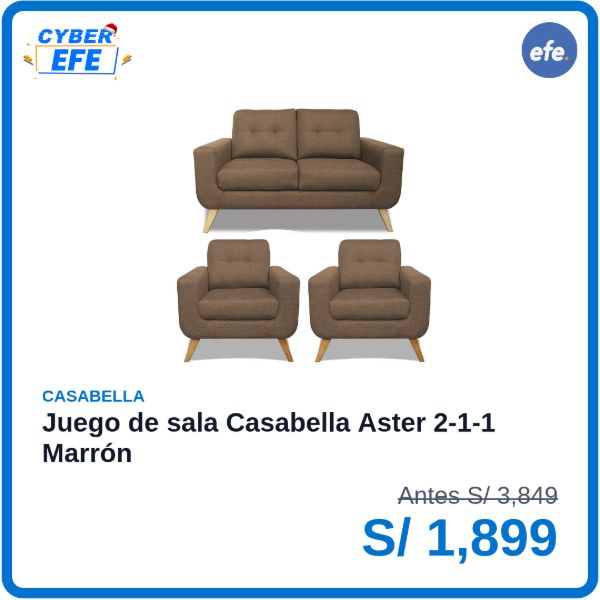 CYBER
EFE
efe.
CASABELLA
Juego de sala Casabella Aster 2-1-1
Marrón
Antes S/ 3,849
S/ 1,899